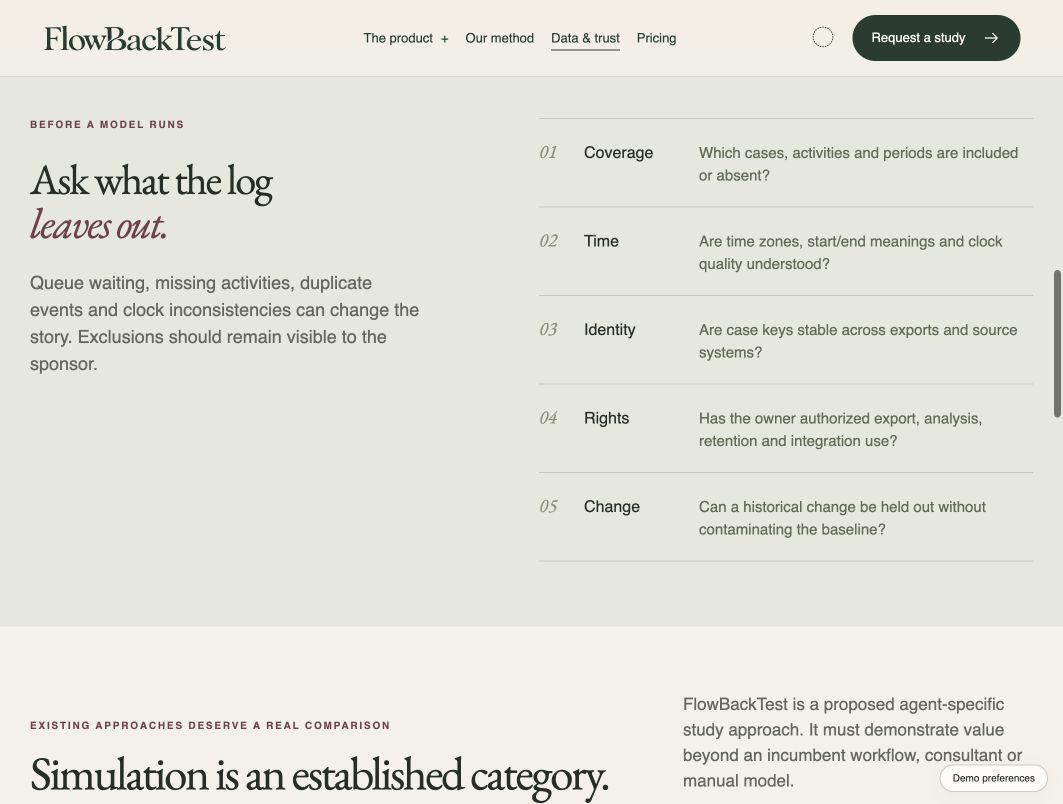 FlowBackTest
The product +
Our method
Data & trust
Pricing
Request a study →
BEFORE A MODEL RUNS
Ask what the log
leaves out.
Queue waiting, missing activities, duplicate
events and clock inconsistencies can change the
story. Exclusions should remain visible to the
sponsor.
01 Coverage Which cases, activities and periods are included
or absent?
02 Time Are time zones, start/end meanings and clock
quality understood?
03 Identity Are case keys stable across exports and source
systems?
04 Rights Has the owner authorized export, analysis,
retention and integration use?
05 Change Can a historical change be held out without
contaminating the baseline?
EXISTING APPROACHES DESERVE A REAL COMPARISON
Simulation is an established category.
FlowBackTest is a proposed agent-specific
study approach. It must demonstrate value
beyond an incumbent workflow, consultant or
manual model.
Demo preferences